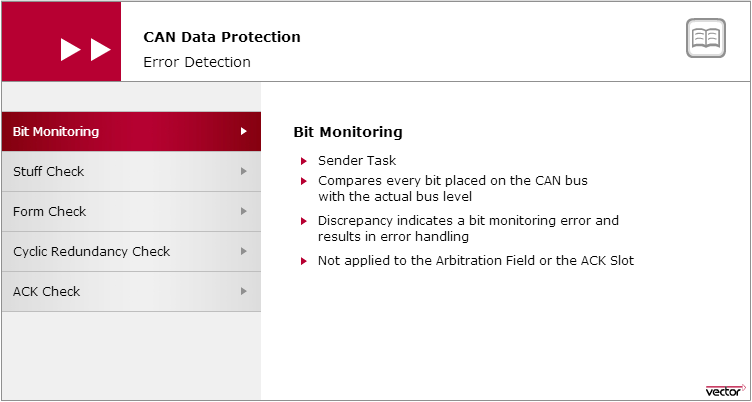 CAN Data Protection
Error Detection
Bit Monitoring
Stuff Check
Form Check
Cyclic Redundancy Check
ACK Check
Bit Monitoring
Sender Task
Compares every bit placed on the CAN bus
with the actual bus level
Discrepancy indicates a bit monitoring error and
results in error handling
Not applied to the Arbitration Field or the ACK Slot
vector